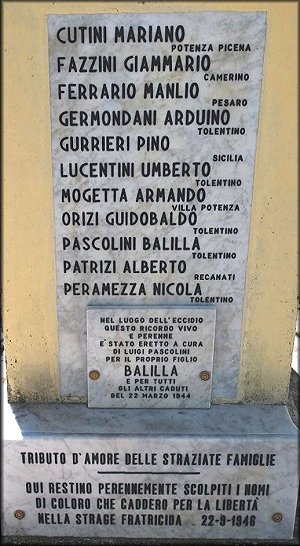 CUTINI MARIANO
POTENZA PICENA
FAZZINI GIAMMARIO
CAMERINO
FERRARIO MANLIO
PESARO
GERMONDANI ARDUINO
TOLENTINO
GURRIERI PINO
SICILIA
LUCENTINI UMBERTO
TOLENTINO
MOGETTA ARMANDO
VILLA POTENZA
ORIZI GUIDOBALDO
TOLENTINO
PASCOLINI BALILLA
TOLENTINO
PATRIZI ALBERTO
RECANATI
PERAMEZZA NICOLA
TOLENTINO
NEL LUOGO DELL'ECCIDIO
QUESTO RICORDO VIVO
E PERENNE
E' STATO ERETTO A CURA
DI LUIGI PASCOLINI
PER IL PROPRIO FIGLIO
BALILLA
E PER TUTTI
GLI ALTRI CADUTI
DEL 22 MARZO 1944
TRIBUTO D'AMORE DELLE STRAZIATE FAMIGLIE
QUI RESTINO PERENNEMENTE SCOLPITI I NOMI
DI COLORO CHE CADDERO PER LA LIBERTÁ
NELLA STRAGE FRATRICIDA 22-9-1946